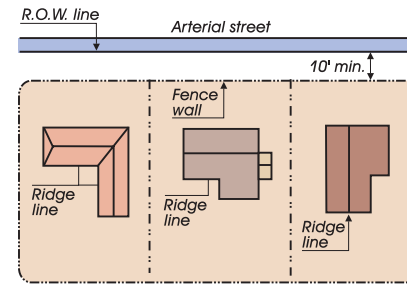 R.O.W. line
Arterial street
10' min.
Fence
wall
Ridge
line
Ridge
line
Ridge
line